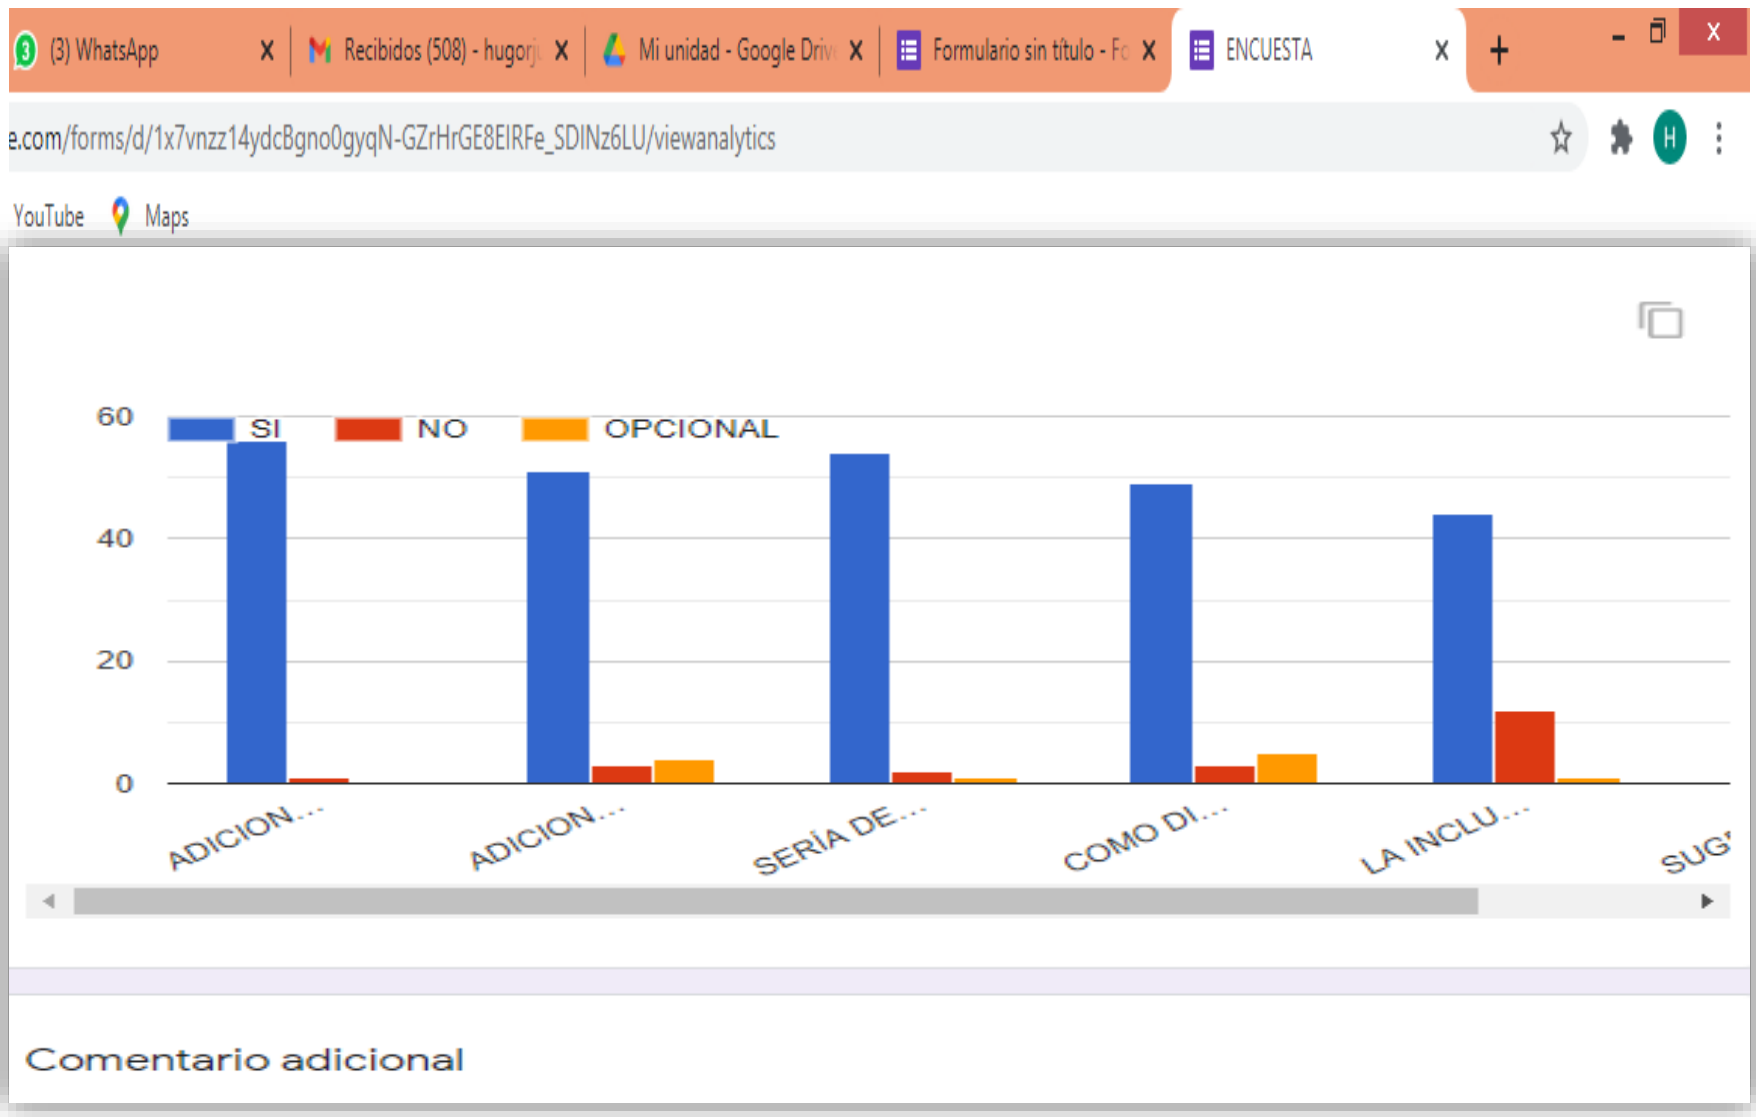 3 (3) WhatsApp
Recibidos (508) - hugorj
Mi unidad - Google Driv
Formulario sin título - Fo
ENCUESTA
e.com/forms/d/1x7vnzz14ydcBgno0gyqN-GZrHrGE8EIRFe_SDINz6LU/viewanalytics
H
YouTube
Maps
60
SI NO OPCIONAL
40
20
0
ADICION...
ADICION...
SERÍA DE...
COMO DI...
LA INCLU...
SUG
Comentario adicional